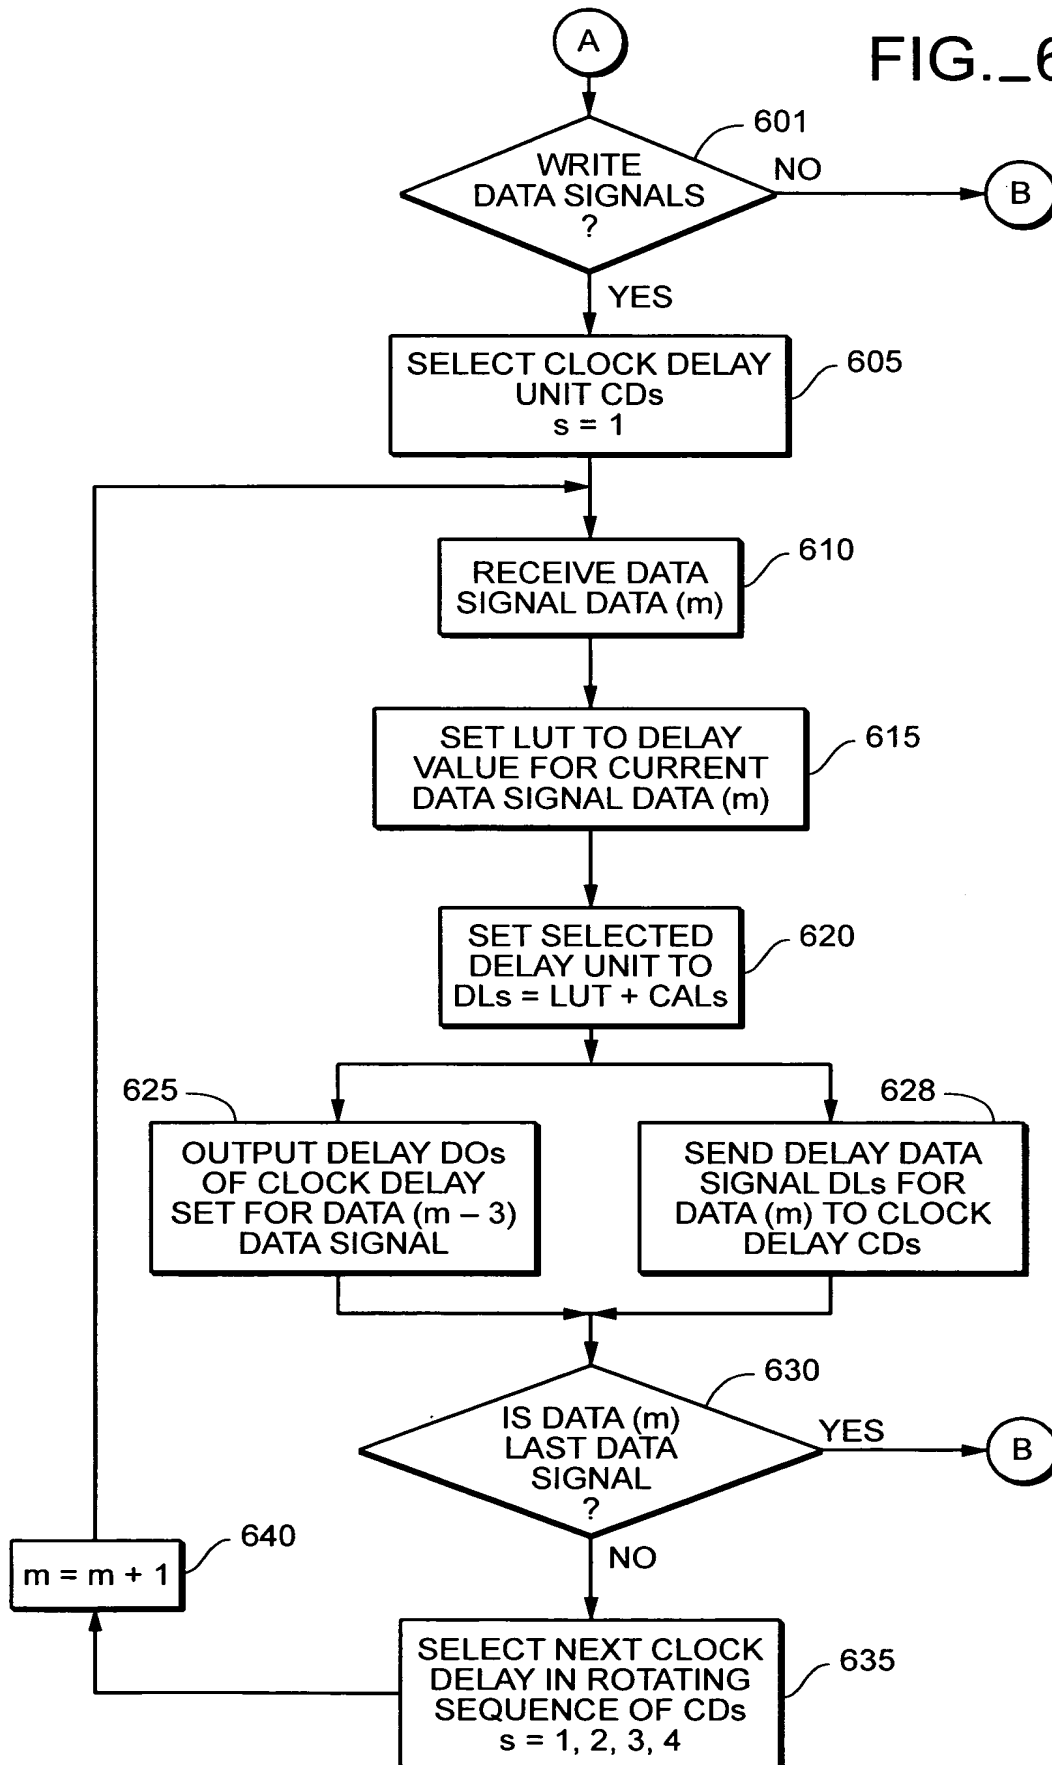 A
FIG._6
601
WRITE
DATA SIGNALS
?
NO
B
YES
SELECT CLOCK DELAY
UNIT CDs
s = 1
605
RECEIVE DATA
SIGNAL DATA (m)
610
SET LUT TO DELAY
VALUE FOR CURRENT
DATA SIGNAL DATA (m)
615
SET SELECTED
DELAY UNIT TO
DLs = LUT + CALs
620
625
OUTPUT DELAY DOs
OF CLOCK DELAY
SET FOR DATA (m – 3)
DATA SIGNAL
628
SEND DELAY DATA
SIGNAL DLs FOR
DATA (m) TO CLOCK
DELAY CDs
630
IS DATA (m)
LAST DATA
SIGNAL
?
YES
B
NO
640
m = m + 1
SELECT NEXT CLOCK
DELAY IN ROTATING
SEQUENCE OF CDs
s = 1, 2, 3, 4
635